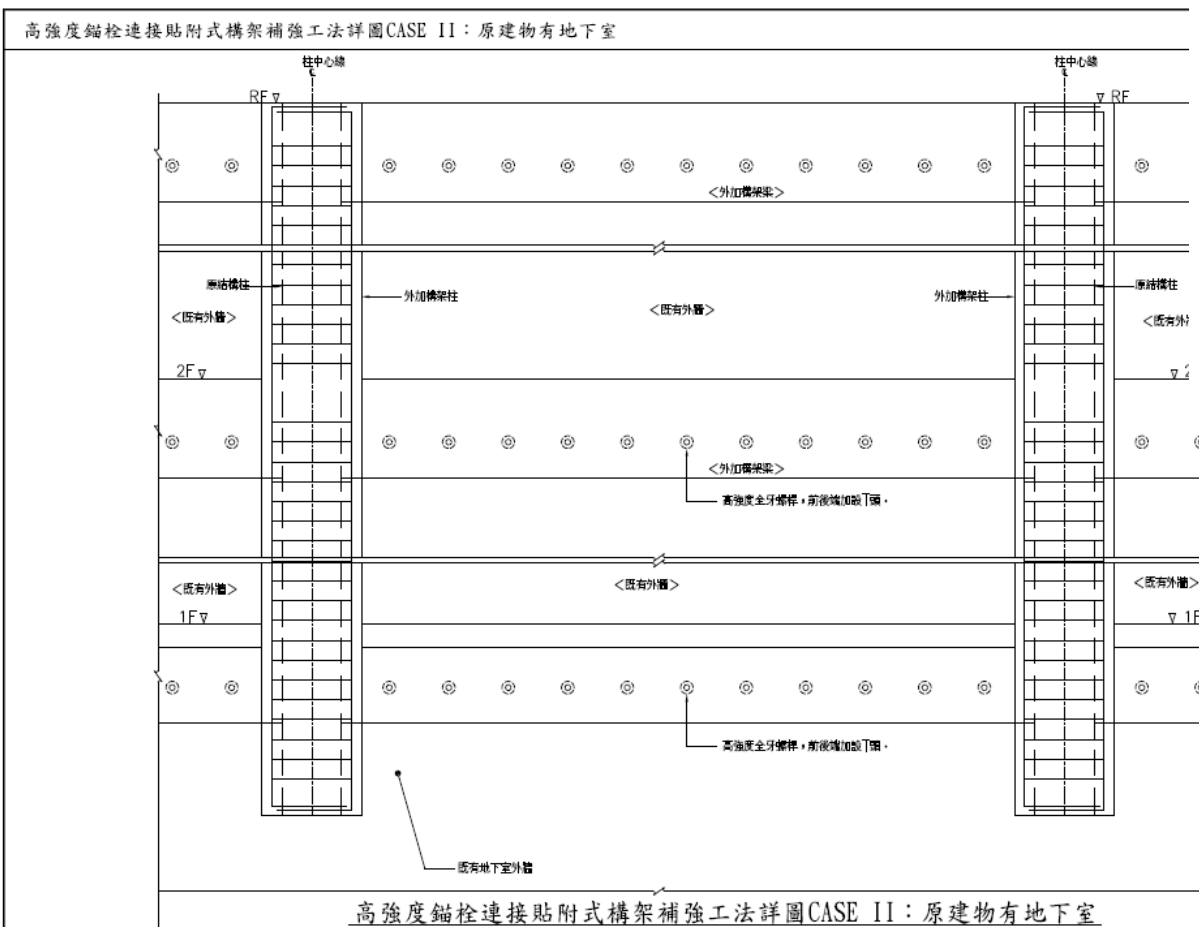 高強度錨栓連接貼附式構架補強工法詳圖CASE II：原建物有地下室
柱中心線
柱中心線
RF
RF
<外加構架梁>
原結構柱
外加構架柱
外加構架柱
原結構柱
<既有外牆>
<既有外牆>
<既有外
2F
2
<外加構架梁>
高強度全牙螺桿，前後端加設T頭。
<既有外牆>
<既有外牆>
<既有外牆>
1F
1F
高強度全牙螺桿，前後端加設T頭。
既有地下室外牆
高強度錨栓連接貼附式構架補強工法詳圖CASE II：原建物有地下室